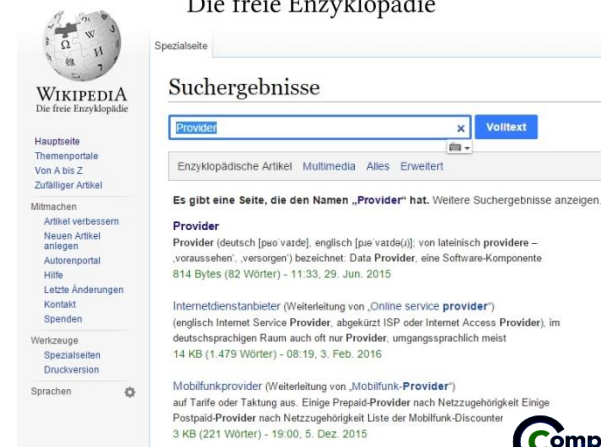 Die freie Enzyklopädie
WIKIPEDIA
Die freie Enzyklopädie
Hauptseite
Themenportale
Von A bis Z
Zufälliger Artikel
Mitmachen
Artikel verbessern
Neuen Artikel
anlegen
Autorenportal
Hilfe
Letzte Änderungen
Kontakt
Spenden
Werkzeuge
Spezialseiten
Druckversion
Sprachen
Spezialseite
Suchergebnisse
Provider
Volltext
Enzyklopädische Artikel Multimedia Alles Erweitert
Es gibt eine Seite, die den Namen „Provider“ hat. Weitere Suchergebnisse anzeigen.
Provider
Provider (deutsch [pʁoˈvaɪ̯dɐ], englisch [pɹəˈvaɪdə(ɹ)]; von lateinisch providere –
‚voraussehen‘, ‚versorgen‘) bezeichnet: Data Provider, eine Software-Komponente
814 Bytes (82 Wörter) - 11:33, 29. Jun. 2015
Internetdienstanbieter (Weiterleitung von „Online service provider“)
(englisch Internet Service Provider, abgekürzt ISP oder Internet Access Provider), im
deutschsprachigen Raum auch oft nur Provider, umgangssprachlich meist
14 KB (1.479 Wörter) - 08:19, 3. Feb. 2016
Mobilfunkprovider (Weiterleitung von „Mobilfunk-Provider“)
auf Tarife oder Taktung aus. Einige Prepaid-Provider nach Netzzugehörigkeit Einige
Postpaid-Provider nach Netzzugehörigkeit Liste der Mobilfunk-Discounter
3 KB (221 Wörter) - 19:00, 5. Dez. 2015
Comp